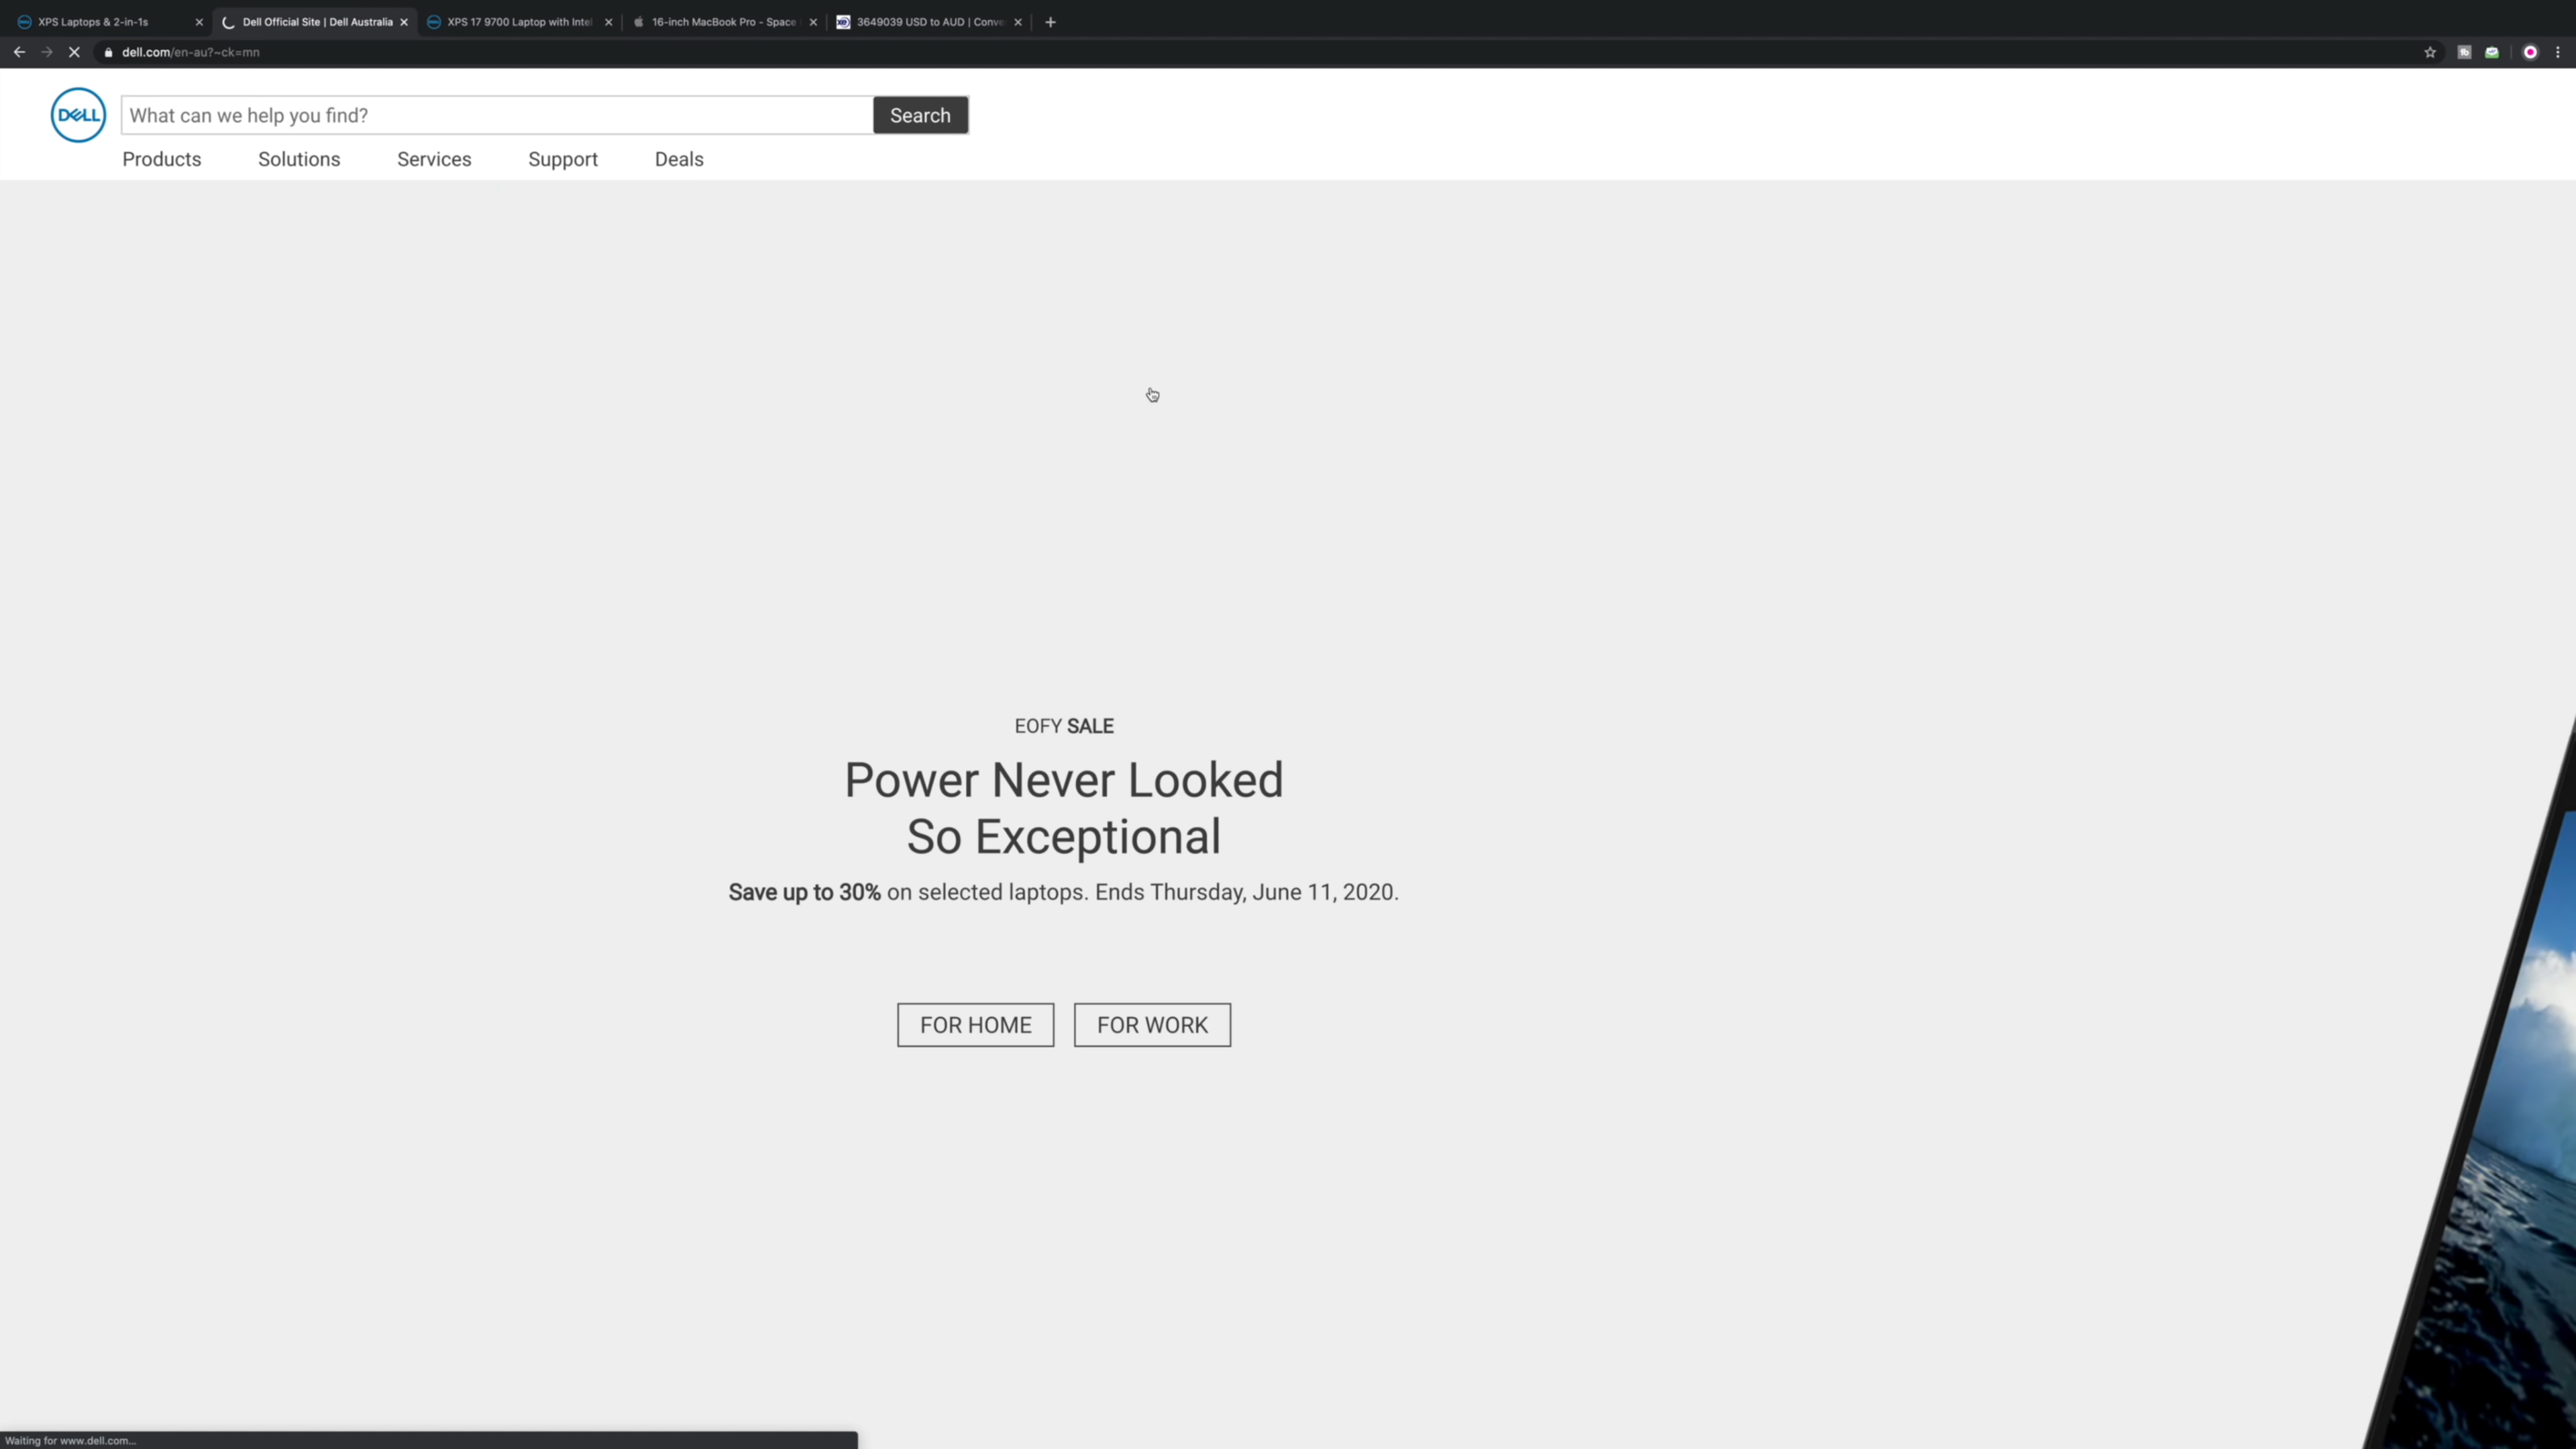 XPS Laptops & 2-in-1s
Dell Official Site | Dell Australia
XPS 17 9700 Laptop with Intel
16-inch MacBook Pro - Space
3649039 USD to AUD | Conve
dell.com/en-au?~ck=mn
DELL
What can we help you find?
Search
Products Solutions Services Support Deals
EOFY SALE
Power Never Looked
So Exceptional
Save up to 30% on selected laptops. Ends Thursday, June 11, 2020.
FOR HOME FOR WORK
Waiting for www.dell.com...